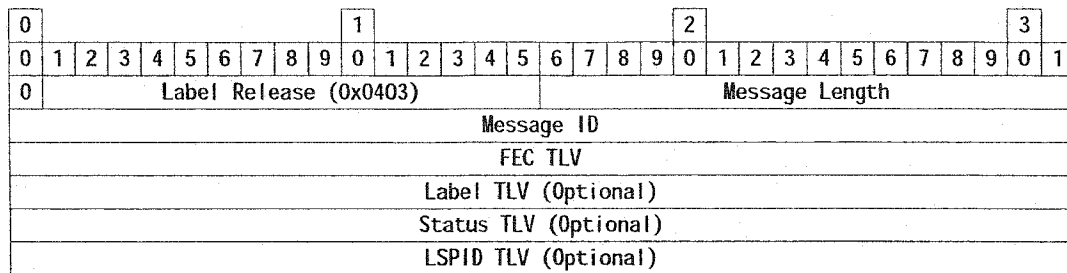 0 1 2 3
0 1 2 3 4 5 6 7 8 9 0 1 2 3 4 5 6 7 8 9 0 1 2 3 4 5 6 7 8 9 0 1
0 Label Release (0x0403) Message Length
Message ID
FEC TLV
Label TLV (Optional)
Status TLV (Optional)
LSPID TLV (Optional)